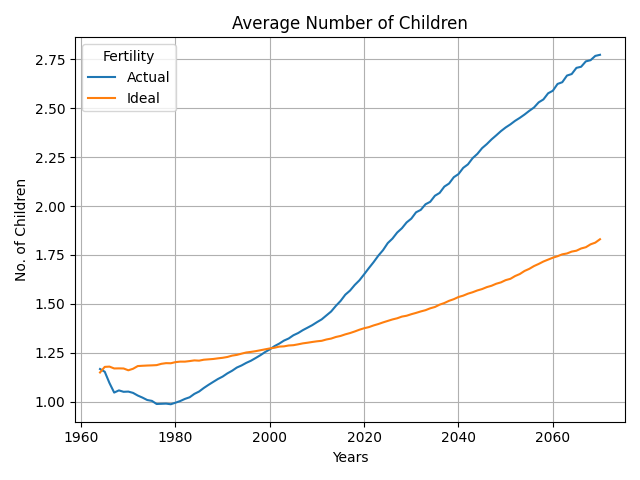 Average Number of Children
Fertility
Actual
Ideal
No. of Children
2.75
2.50
2.25
2.00
1.75
1.50
1.25
1.00
1960
1980
2000
2020
2040
2060
Years